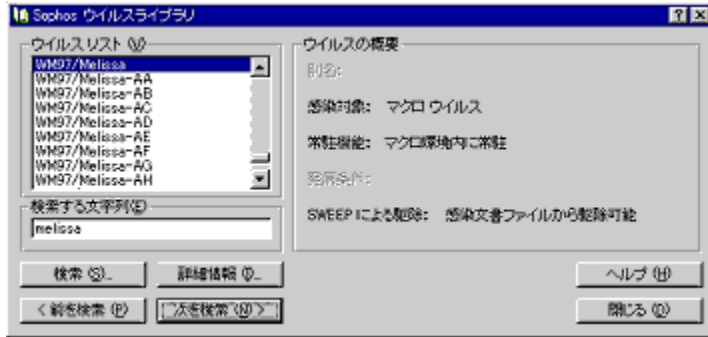 Sophos ウイルスライブラリ
ウイルス リスト (V)
WM97/Melissa
WM97/Melissa-AA
WM97/Melissa-AB
WM97/Melissa-AC
WM97/Melissa-AD
WM97/Melissa-AE
WM97/Melissa-AF
WM97/Melissa-AG
WM97/Melissa-AH
検索する文字列(E)
melissa
検索 (S)...
詳細情報 (I)...
< 前を検索 (P)
次を検索 (N) >
ウイルスの概要
別名:
感染対象: マクロ ウイルス
常駐機能: マクロ環境内に常駐
発病条件:
SWEEP による駆除: 感染文書ファイルから駆除可能
ヘルプ (H)
閉じる (D)